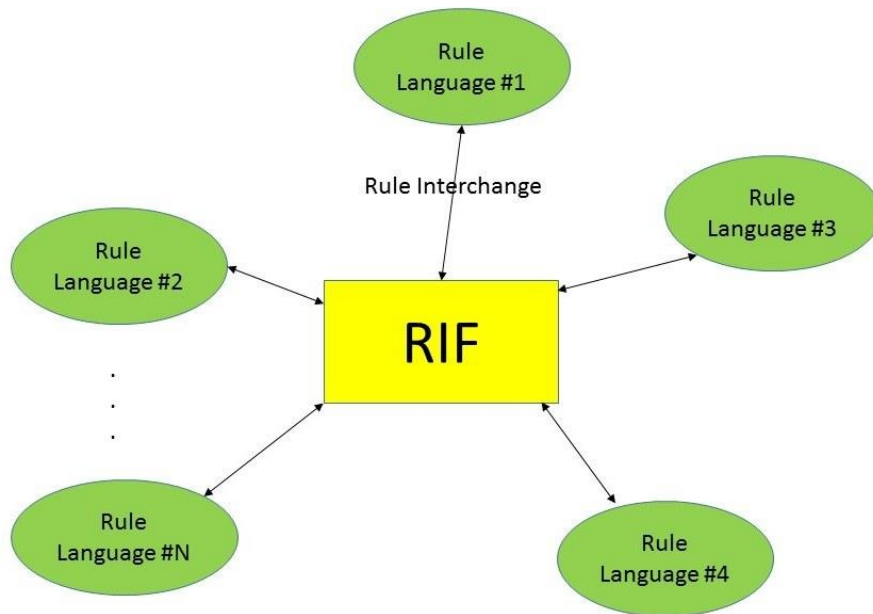 Rule
Language #1
Rule Interchange
Rule
Language #3
Rule
Language #2
RIF
.
.
.
Rule
Language #N
Rule
Language #4